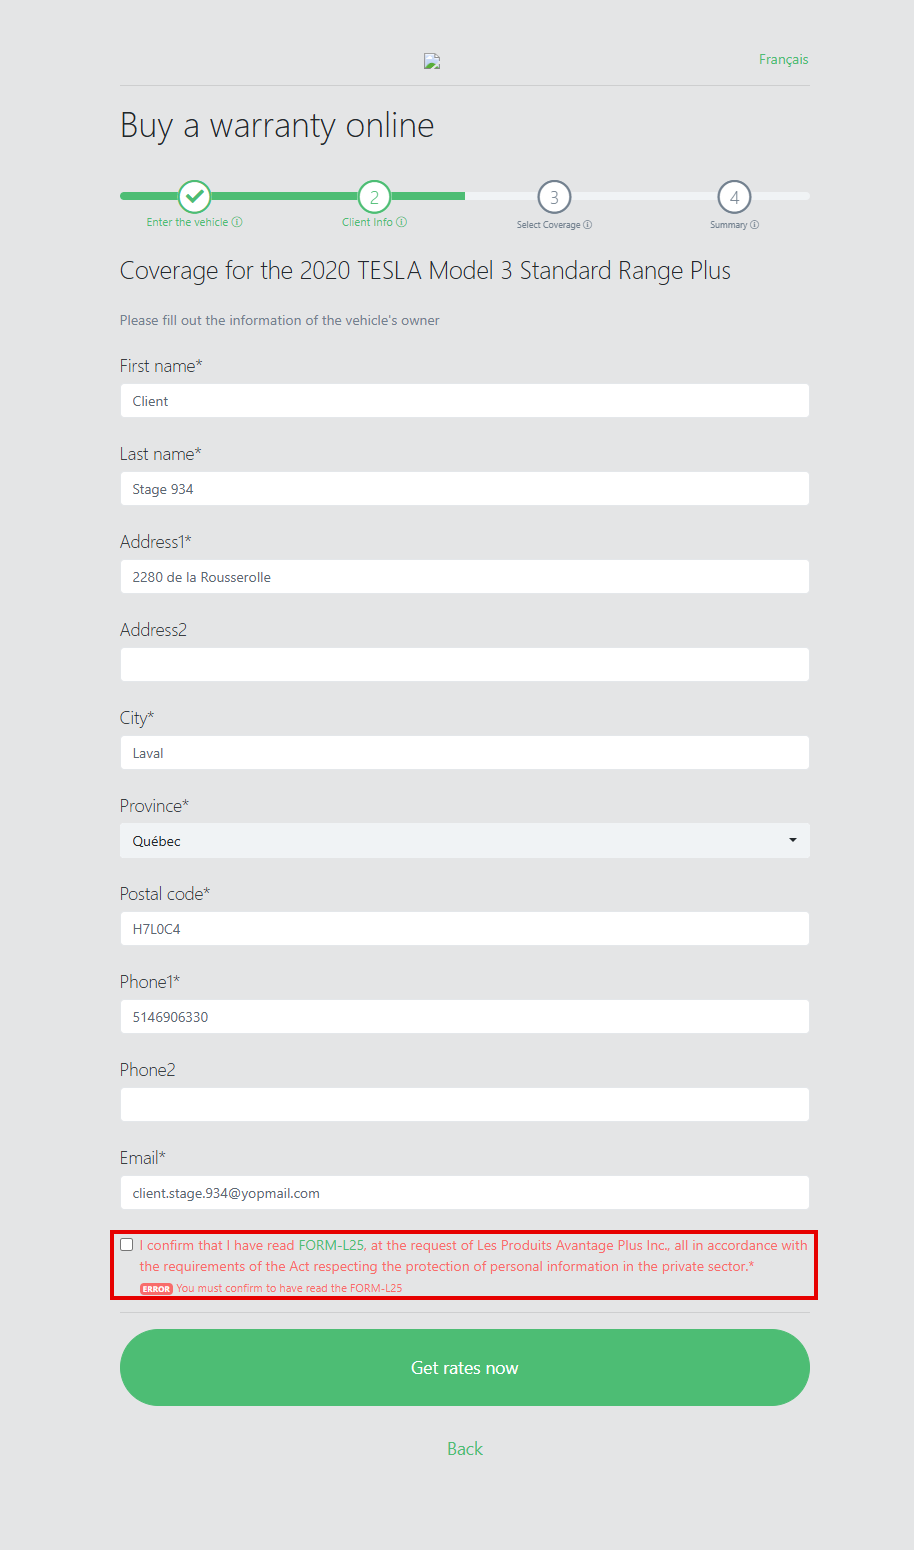 Français
Buy a warranty online
2
3
4
Enter the vehicle
Client Info
Select Coverage
Summary
Coverage for the 2020 TESLA Model 3 Standard Range Plus
Please fill out the information of the vehicle's owner
First name*
Client
Last name*
Stage 934
Address1*
2280 de la Rousserolle
Address2
City*
Laval
Province*
Québec
Postal code*
H7L0C4
Phone1*
5146906330
Phone2
Email*
client.stage.934@yopmail.com
I confirm that I have read FORM-L25, at the request of Les Produits Avantage Plus Inc., all in accordance with
the requirements of the Act respecting the protection of personal information in the private sector.*
ERROR You must confirm to have read the FORM-L25
Get rates now
Back